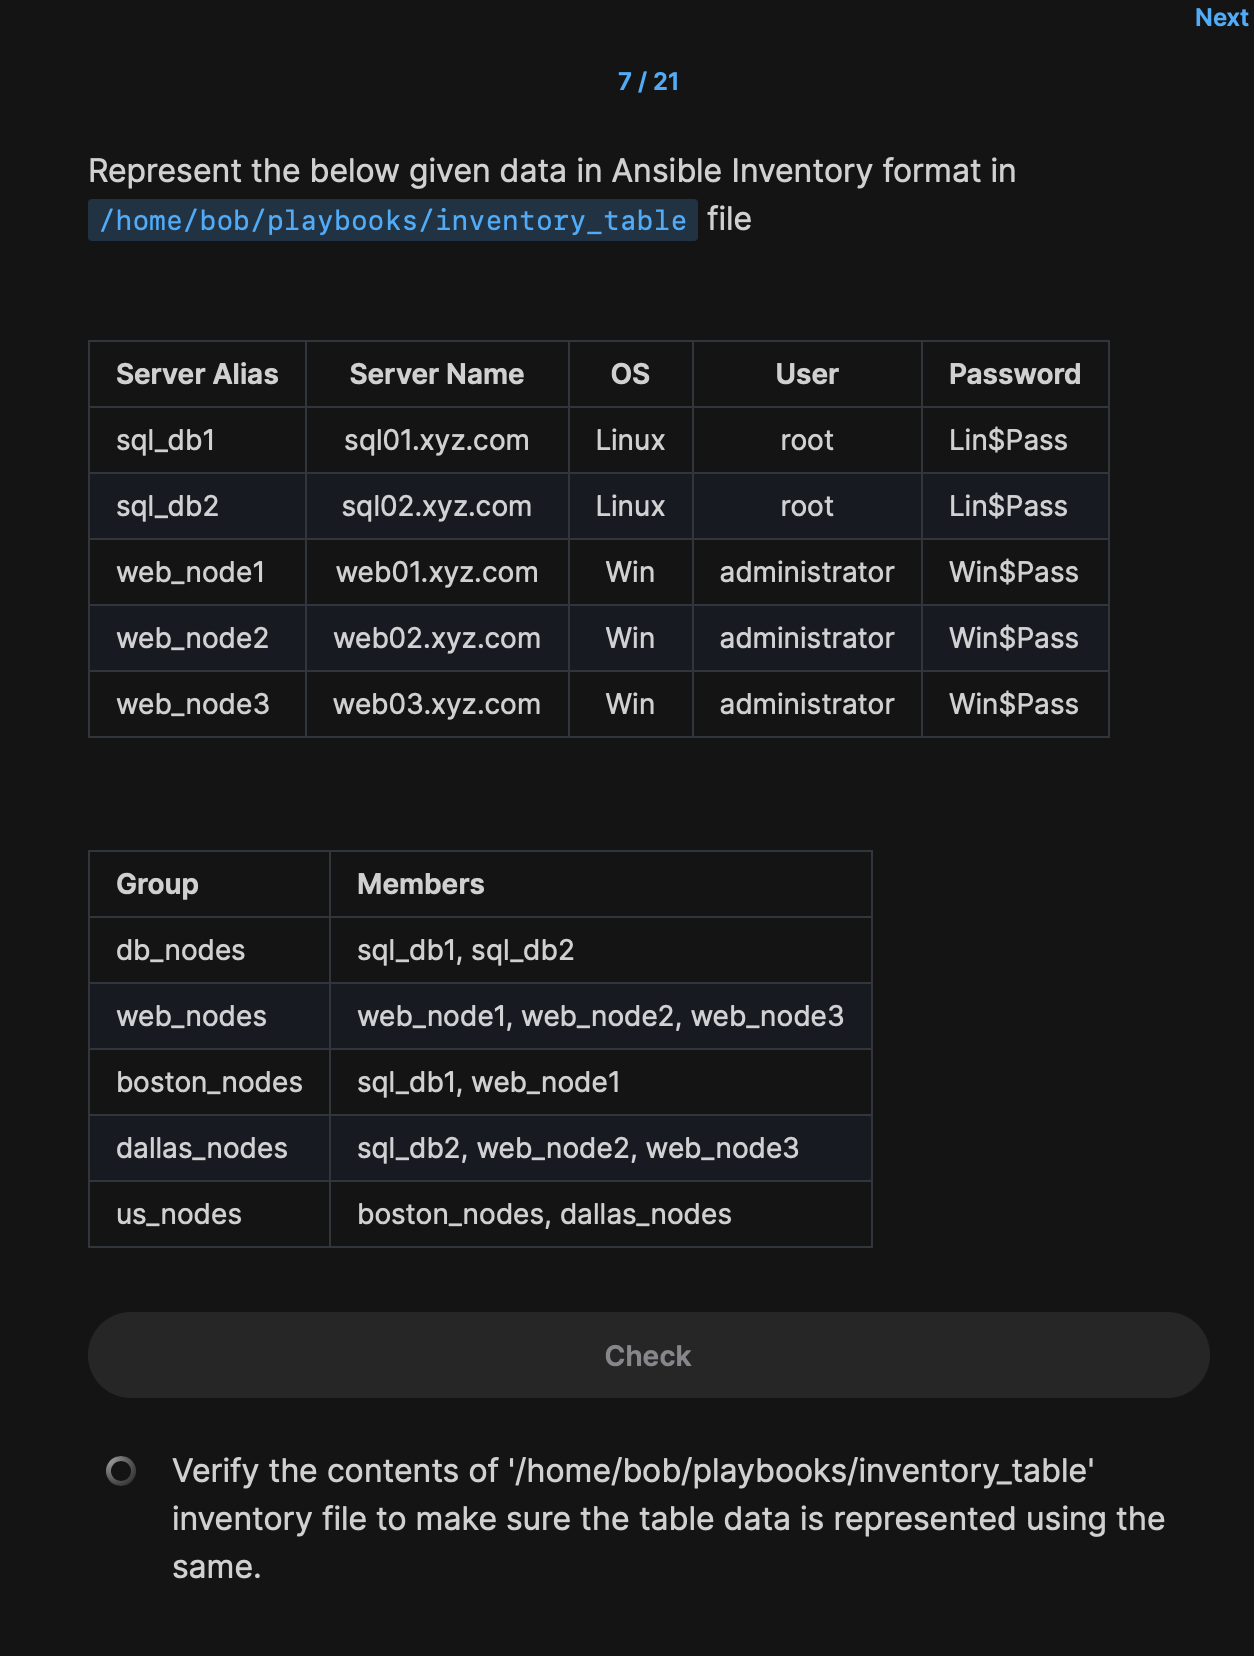 Next
7 / 21
Represent the below given data in Ansible Inventory format in
/home/bob/playbooks/inventory_table file
Server Alias Server Name OS User Password
sql_db1 sql01.xyz.com Linux root Lin$Pass
sql_db2 sql02.xyz.com Linux root Lin$Pass
web_node1 web01.xyz.com Win administrator Win$Pass
web_node2 web02.xyz.com Win administrator Win$Pass
web_node3 web03.xyz.com Win administrator Win$Pass
Group Members
db_nodes sql_db1, sql_db2
web_nodes web_node1, web_node2, web_node3
boston_nodes sql_db1, web_node1
dallas_nodes sql_db2, web_node2, web_node3
us_nodes boston_nodes, dallas_nodes
Check
Verify the contents of '/home/bob/playbooks/inventory_table'
inventory file to make sure the table data is represented using the
same.